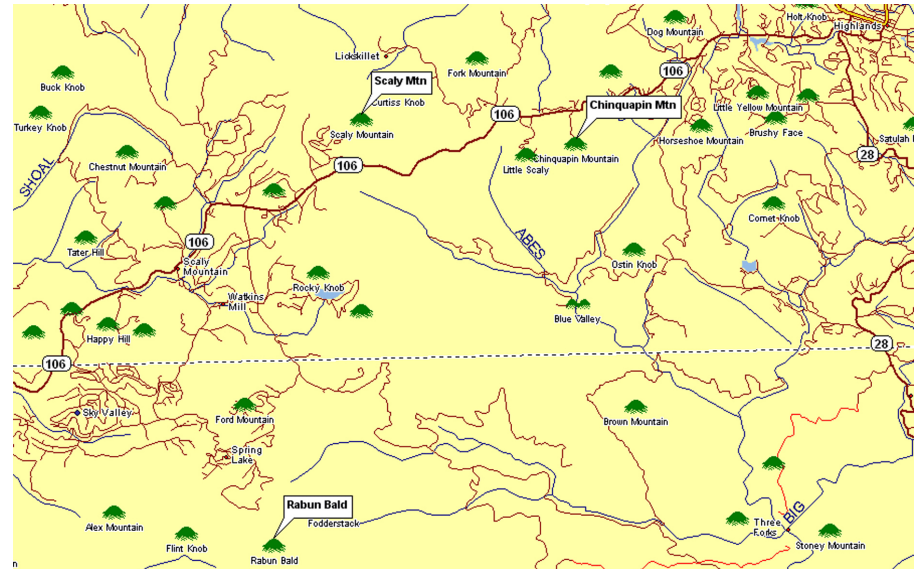 Holt Knob
Dog Mountain
Highlands
Lickskillet
Fork Mountain
106
Buck Knob
Scaly Mtn
Curtiss Knob
Chinquapin Mtn
Little Yellow Mountain
Turkey Knob
106
Scaly Mountain
Horseshoe Mountain
Brushy Face
Satulah
Chestnut Mountain
106
Chinquapin Mountain
Little Scaly
28
SHOAL
Cornet Knob
106
ABES
Tater Hill
Scaly
Mountain
Ostin Knob
Rocky Knob
Watkins
Mill
Blue Valley
Happy Hill
106
28
Sky Valley
Ford Mountain
Brown Mountain
Spring
Lake
Rabun Bald
Alex Mountain
Fodderstack
BIG
Three
Forks
Flint Knob
Stoney Mountain
Rabun Bald
n